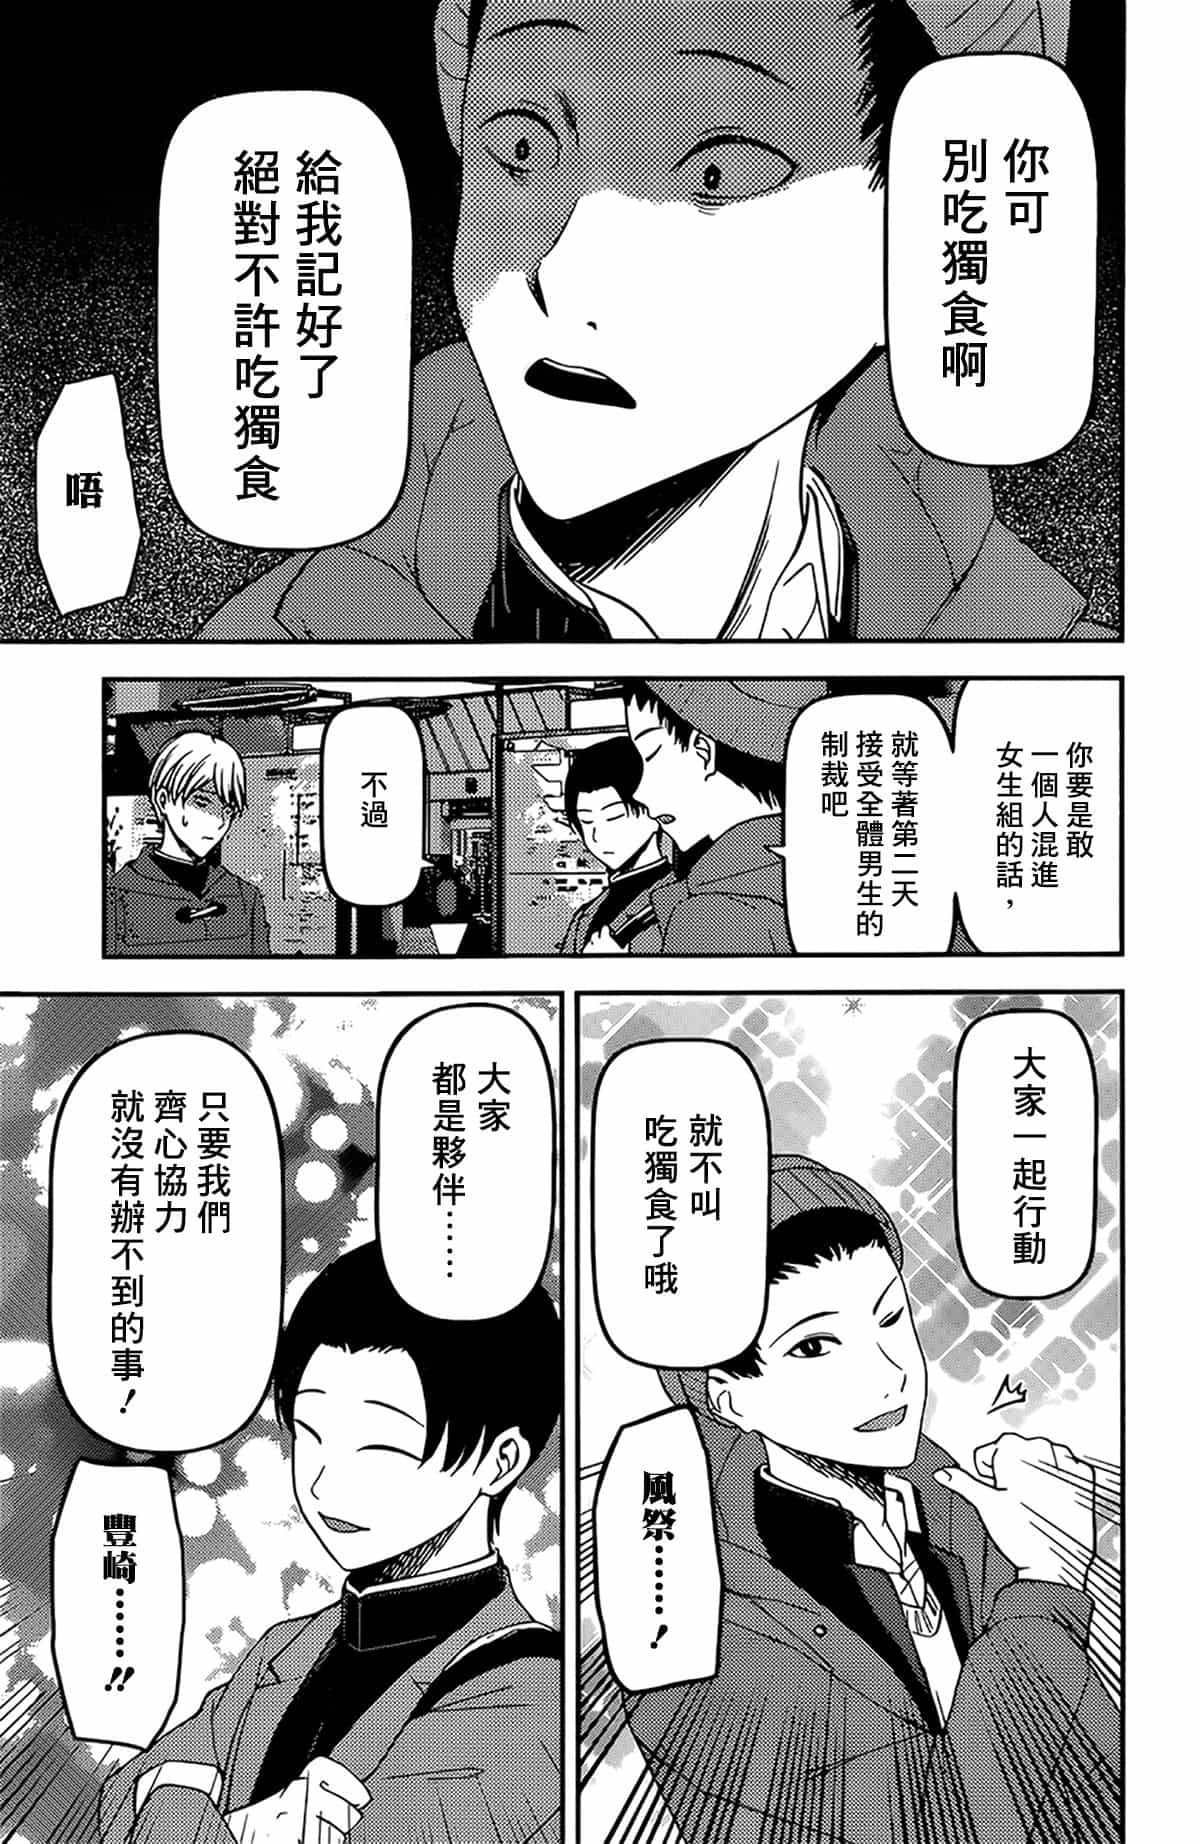 你可
別吃獨食啊
給我記好了
絕對不許吃獨食
唔
你要是敢
一個人混進
女生組的話，
就等著第二天
接受全體男生的
制裁吧
不過
大家一起行動
就不叫
吃獨食了哦
風祭……！
大家
都是夥伴……
只要我們
齊心協力
就沒有辦不到的事！
豐崎……!!